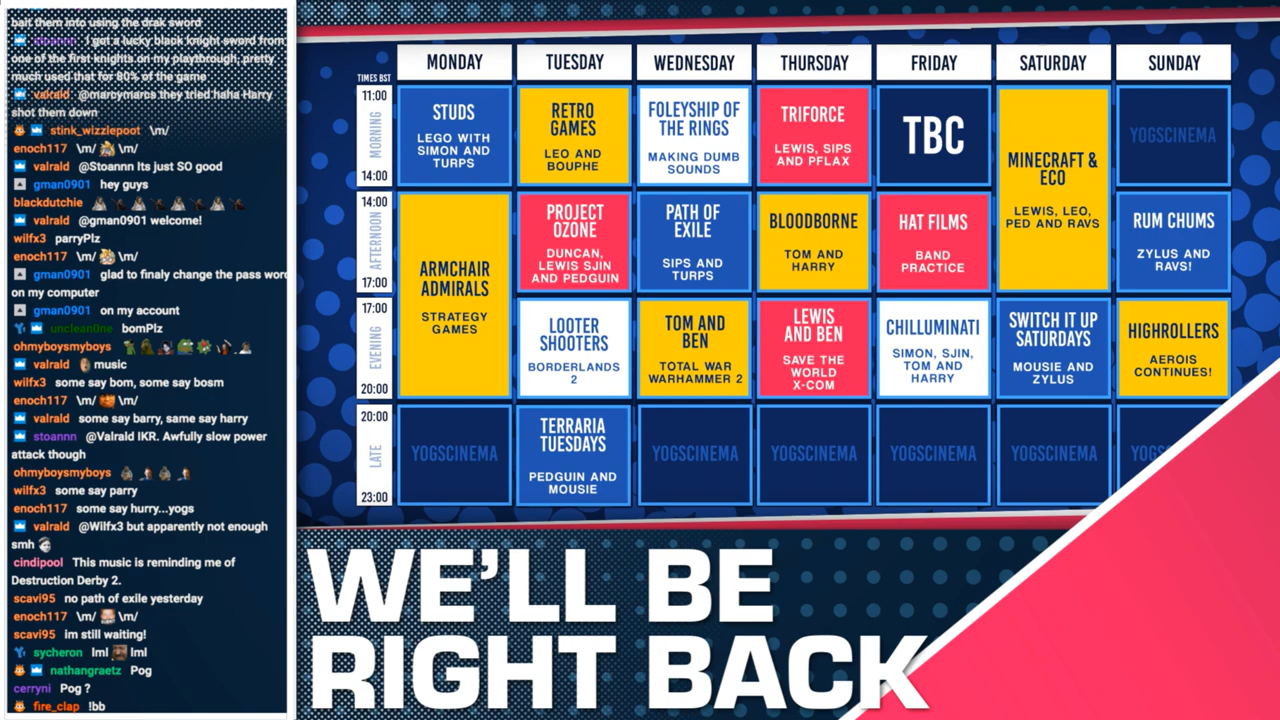 bait them into using the drak sword
stoannn I got a lucky black knight sword from
one of the first knights on my playthrough, pretty
much used that for 80% of the game
valrald @marcymarcs they tried haha Harry
shot them down
stink_wizzlepoot \m/
enoch117 \m/ \m/
valrald @Stoannn Its just SO good
gman0901 hey guys
blackdutchie
valrald @gman0901 welcome!
wilfx3 parryPlz
enoch117 \m/ \m/
gman0901 glad to finaly change the pass word
on my computer
gman0901 on my account
unclean0ne bomPlz
ohmyboysmyboys
valrald music
wilfx3 some say bom, some say bosm
enoch117 \m/ \m/
valrald some say barry, same say harry
stoannn @Valrald IKR. Awfully slow power
attack though
ohmyboysmyboys
wilfx3 some say parry
enoch117 some say hurry...yogs
valrald @Wilfx3 but apparently not enough
smh
cindipool This music is reminding me of
Destruction Derby 2.
scavi95 no path of exile yesterday
enoch117 \m/ \m/
scavi95 im still waiting!
sycheron lml lml
nathangraetz Pog
cerryni Pog ?
fire_clap !bb
TIMES BST
MONDAY
TUESDAY
WEDNESDAY
THURSDAY
FRIDAY
SATURDAY
SUNDAY
11:00
MORNING
14:00
STUDS
LEGO WITH
SIMON AND
TURPS
RETRO
GAMES
LEO AND
BOUPHE
FOLEYSHIP OF
THE RINGS
MAKING DUMB
SOUNDS
TRIFORCE
LEWIS, SIPS
AND PFLAX
TBC
MINECRAFT &
ECO
LEWIS, LEO,
PED AND RAVS
YOGSCINEMA
14:00
AFTERNOON
17:00
ARMCHAIR
ADMIRALS
STRATEGY
GAMES
PROJECT
OZONE
DUNCAN,
LEWIS SJIN
AND PEDGUIN
PATH OF
EXILE
SIPS AND
TURPS
BLOODBORNE
TOM AND
HARRY
HAT FILMS
BAND
PRACTICE
RUM CHUMS
ZYLUS AND
RAVS!
17:00
EVENING
20:00
LOOTER
SHOOTERS
BORDERLANDS
2
TOM AND
BEN
TOTAL WAR
WARHAMMER 2
LEWIS
AND BEN
SAVE THE
WORLD
X-COM
CHILLUMINATI
SIMON, SJIN,
TOM AND
HARRY
SWITCH IT UP
SATURDAYS
MOUSIE AND
ZYLUS
HIGHROLLERS
AEROIS
CONTINUES!
20:00
LATE
23:00
YOGSCINEMA
TERRARIA
TUESDAYS
PEDGUIN AND
MOUSIE
YOGSCINEMA
YOGSCINEMA
YOGSCINEMA
YOGSCINEMA
YOGSC
WE'LL BE
RIGHT BACK